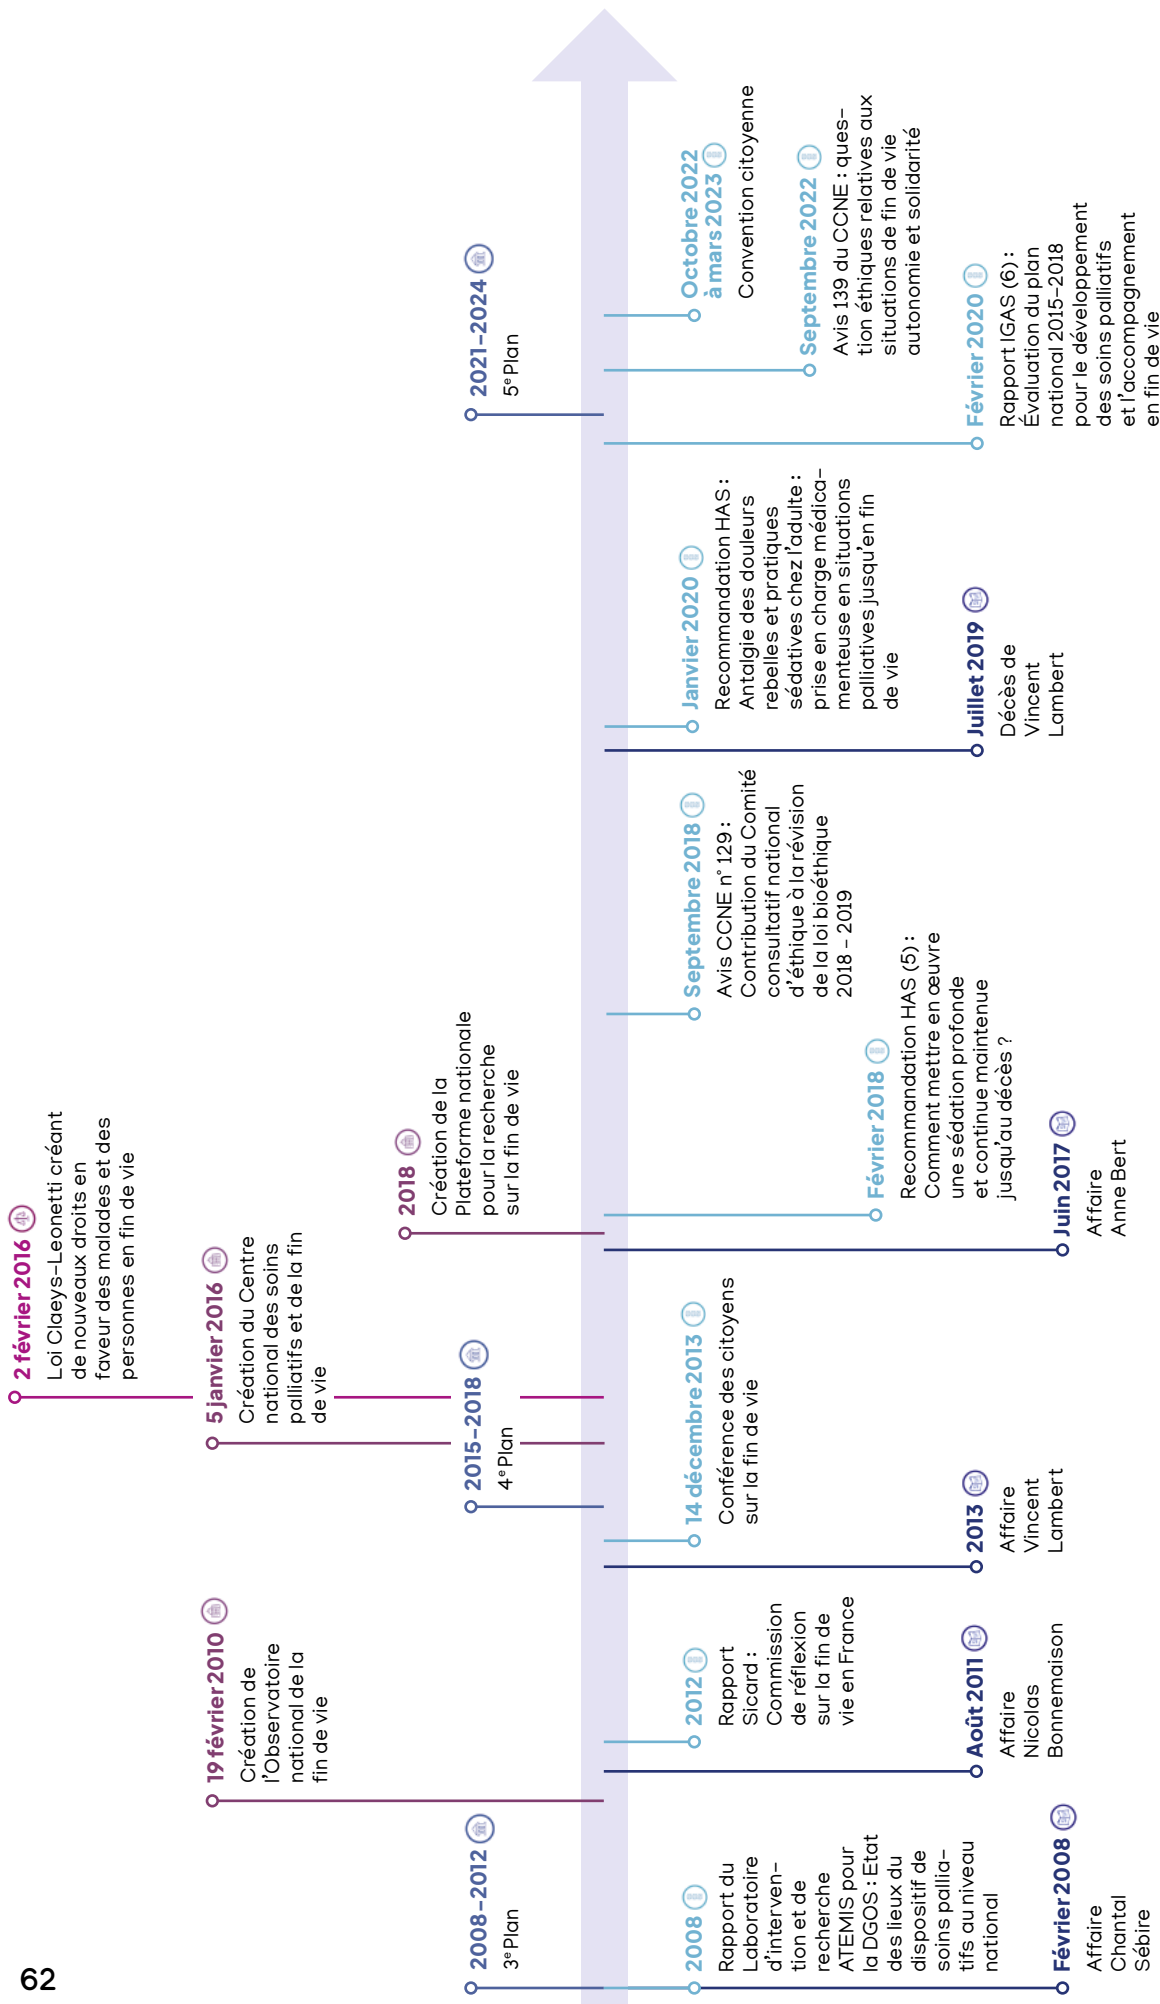 2 février 2016
Loi Claeys–Leonetti créant
de nouveaux droits en
faveur des malades et des
personnes en fin de vie
19 février 2010
Création de
l’Observatoire
national de la
fin de vie
5 janvier 2016
Création du Centre
national des soins
palliatifs et de la fin
de vie
2018
Création de la
Plateforme nationale
pour la recherche
sur la fin de vie
2008–2012
3e Plan
2015–2018
4e Plan
2021–2024
5e Plan
2008
Rapport du
Laboratoire
d’interven–
tion et de
recherche
ATEMIS pour
la DGOS : Etat
des lieux du
dispositif de
soins pallia–
tifs au niveau
national
2012
Rapport
Sicard :
Commission
de réflexion
sur la fin de
vie en France
14 décembre 2013
Conférence des citoyens
sur la fin de vie
Septembre 2018
Avis CCNE n° 129 :
Contribution du Comité
consultatif national
d’éthique à la révision
de la loi bioéthique
2018 – 2019
Janvier 2020
Recommandation HAS :
Antalgie des douleurs
rebelles et pratiques
sédatives chez l’adulte :
prise en charge médica–
menteuse en situations
palliatives jusqu’en fin
de vie
Octobre 2022
à mars 2023
Convention citoyenne
Septembre 2022
Avis 139 du CCNE : ques–
tion éthiques relatives aux
situations de fin de vie
autonomie et solidarité
Février 2018
Recommandation HAS (5) :
Comment mettre en œuvre
une sédation profonde
et continue maintenue
jusqu’au décès ?
Février 2020
Rapport IGAS (6) :
Évaluation du plan
national 2015–2018
pour le développement
des soins palliatifs
et l’accompagnement
en fin de vie
Août 2011
Affaire
Nicolas
Bonnemaison
2013
Affaire
Vincent
Lambert
Juillet 2019
Décès de
Vincent
Lambert
Février 2008
Affaire
Chantal
Sébire
Juin 2017
Affaire
Anne Bert
62